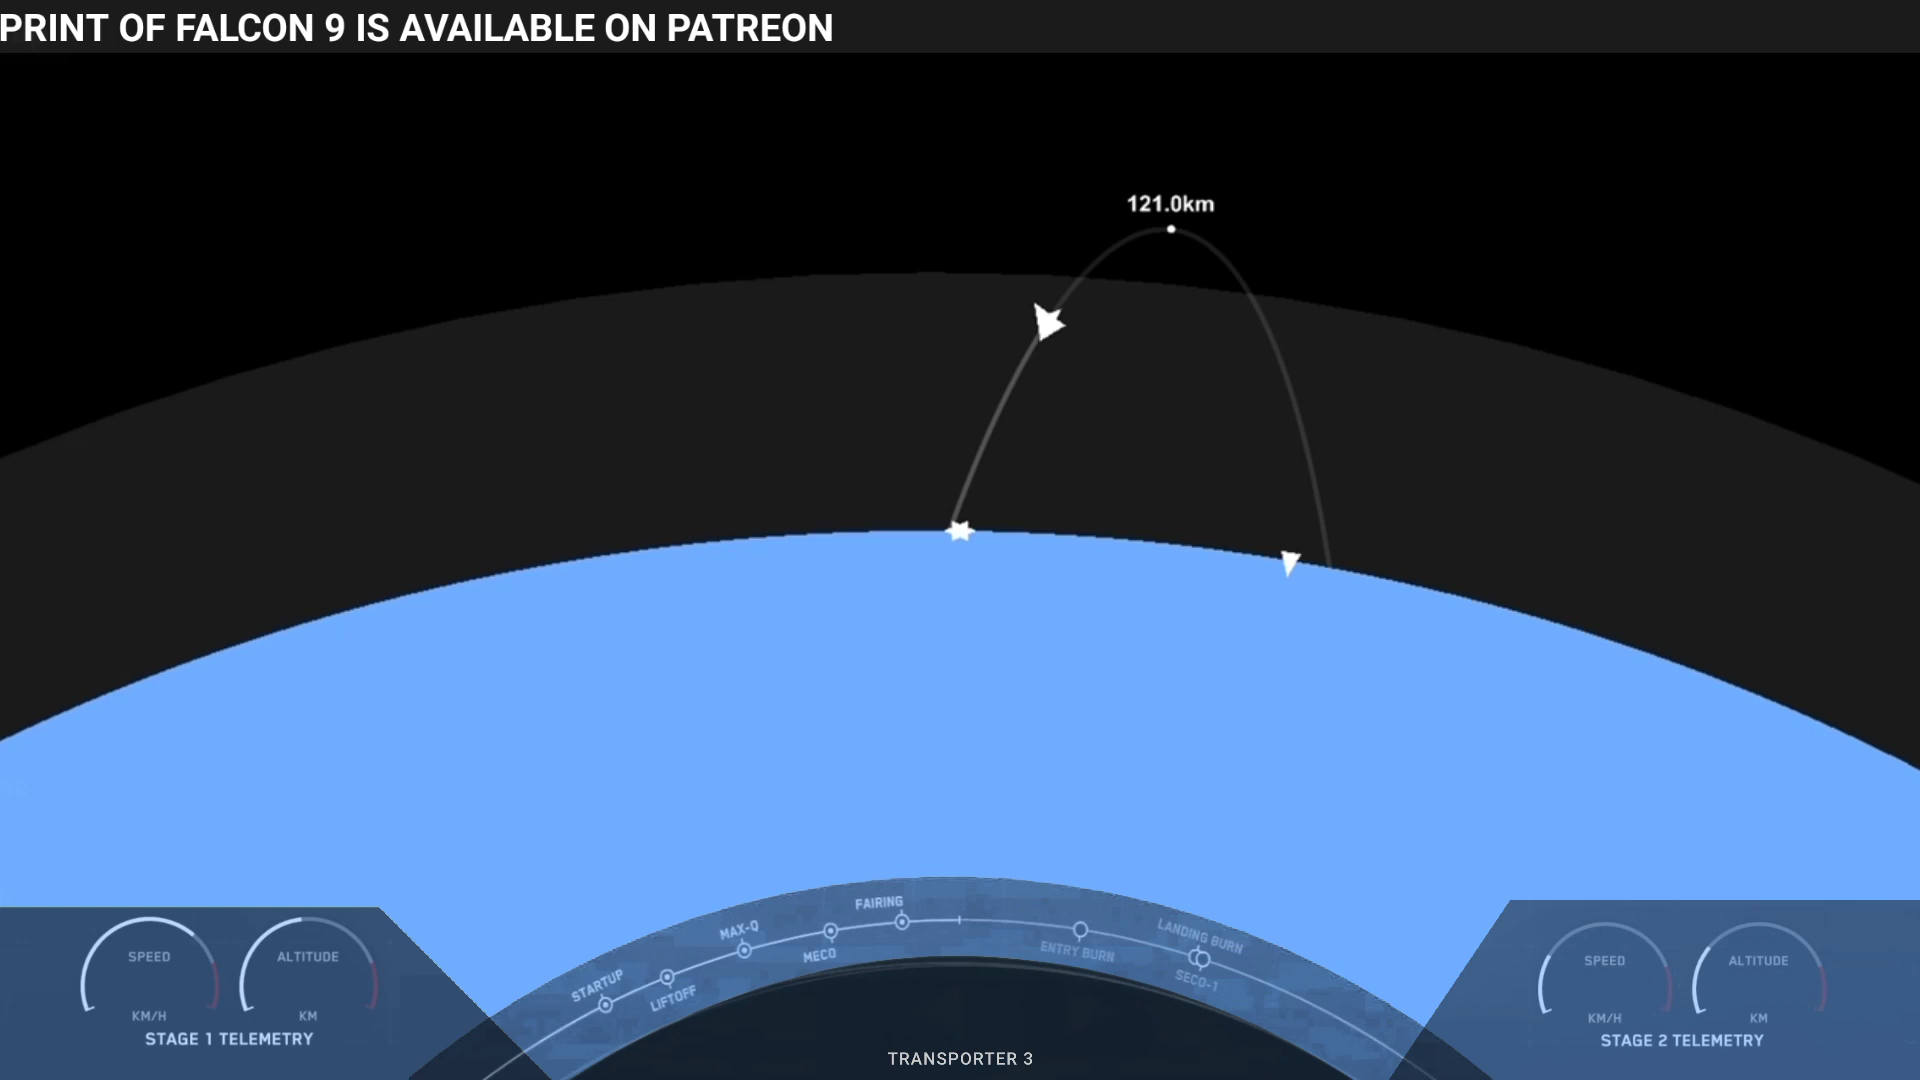 PRINT OF FALCON 9 IS AVAILABLE ON PATREON
121.0km
FAIRING
MAX-Q
MECO
STARTUP
LIFTOFF
ENTRY BURN
LANDING BURN
SECO-1
SPEED
KM/H
ALTITUDE
KM
STAGE 1 TELEMETRY
SPEED
KM/H
ALTITUDE
KM
STAGE 2 TELEMETRY
TRANSPORTER 3